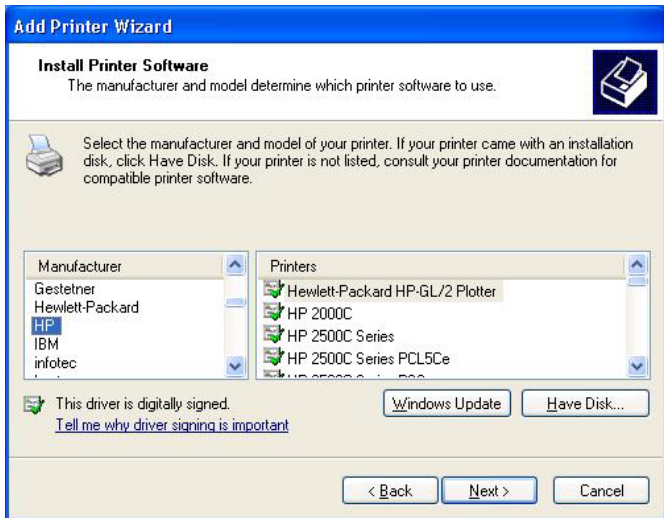 Add Printer Wizard
Install Printer Software
The manufacturer and model determine which printer software to use.
Select the manufacturer and model of your printer. If your printer came with an installation
disk, click Have Disk. If your printer is not listed, consult your printer documentation for
compatible printer software.
Manufacturer
Gestetner
Hewlett-Packard
HP
IBM
infotec
Printers
Hewlett-Packard HP-GL/2 Plotter
HP 2000C
HP 2500C Series
HP 2500C Series PCL5Ce
This driver is digitally signed.
Tell me why driver signing is important
Windows Update
Have Disk...
< Back
Next >
Cancel